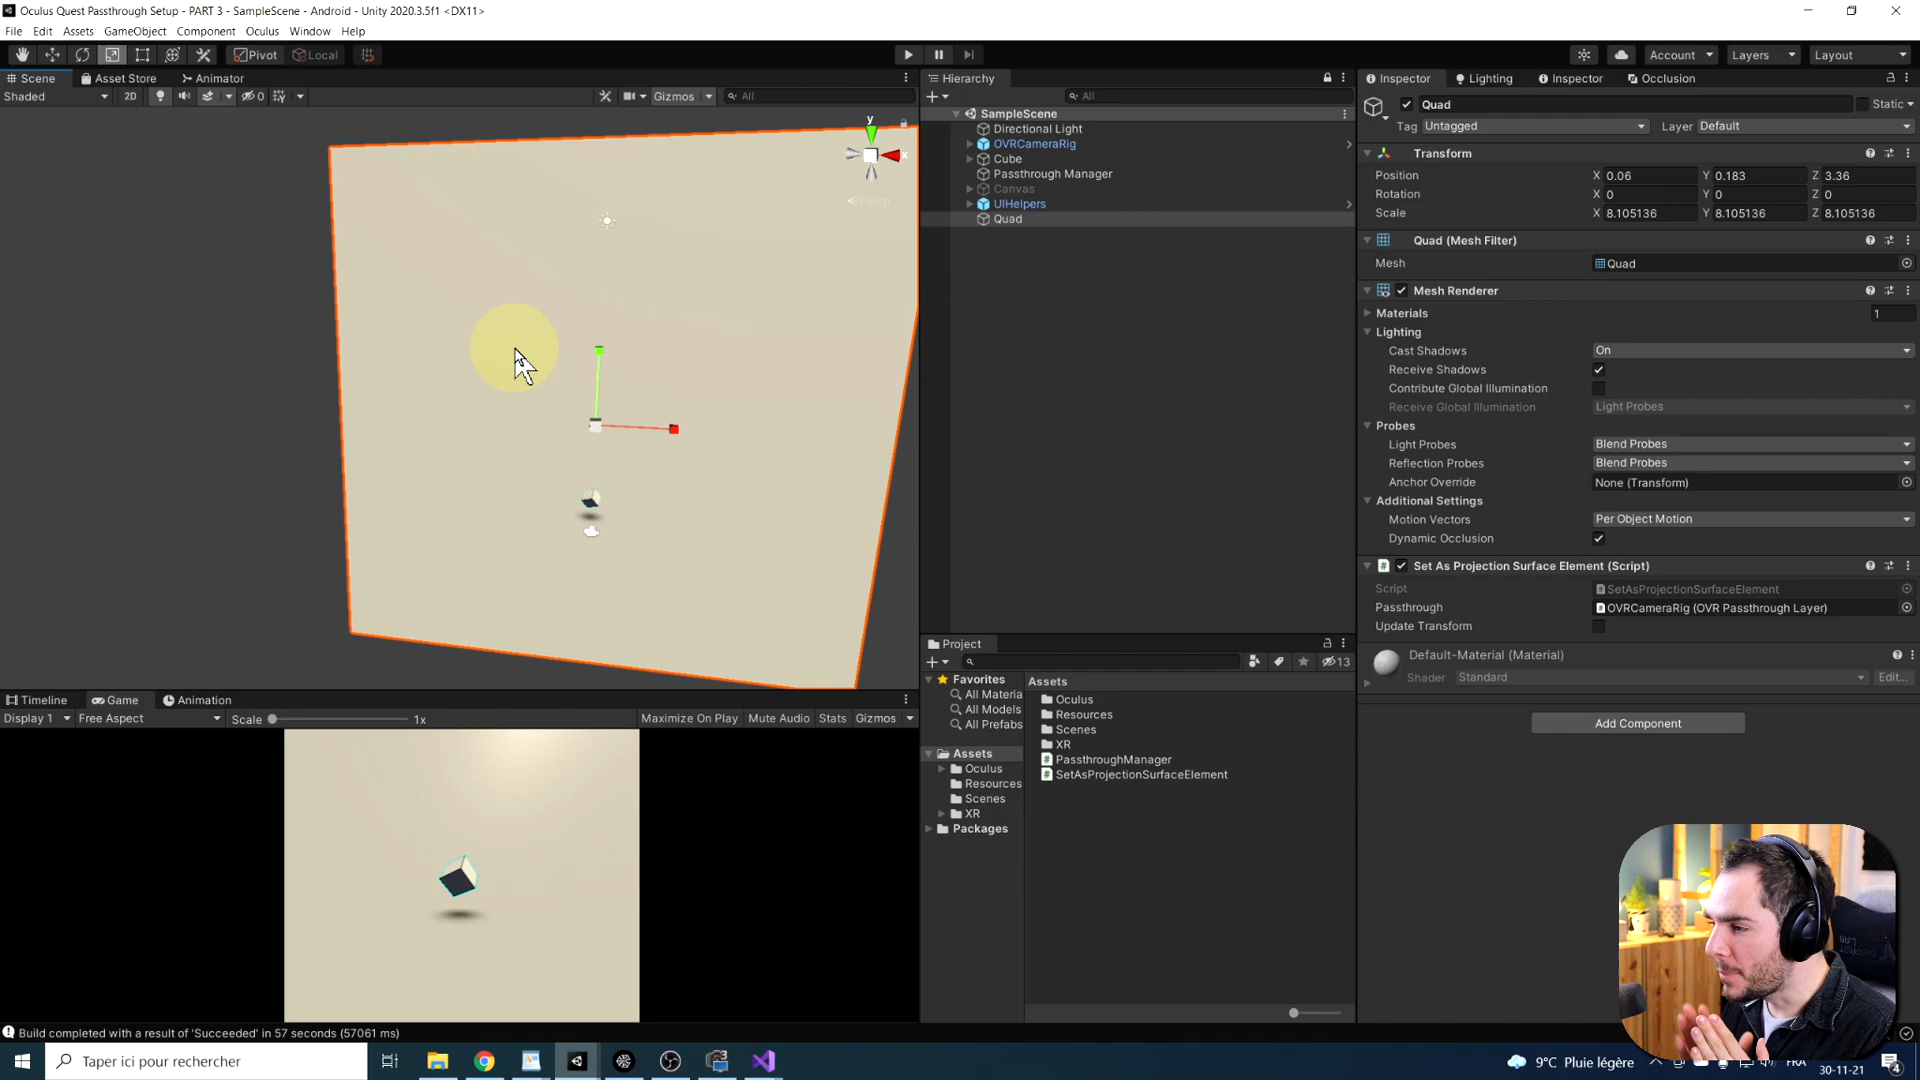 Oculus Quest Passthrough Setup - PART 3 - SampleScene - Android - Unity 2020.3.5f1 <DX11>
File Edit Assets GameObject Component Oculus Window Help
Pivot Local Account Layers Layout
Scene Asset Store Animator
Shaded 2D 0 Gizmos All
y
x
Persp
Hierarchy
All
SampleScene
Directional Light
OVRCameraRig
Cube
Passthrough Manager
Canvas
UIHelpers
Quad
Inspector Lighting Inspector Occlusion
Quad Static
Tag Untagged Layer Default
Transform
Position X 0.06 Y 0.183 Z 3.36
Rotation X 0 Y 0 Z 0
Scale X 8.105136 Y 8.105136 Z 8.105136
Quad (Mesh Filter)
Mesh Quad
Mesh Renderer
Materials 1
Lighting
Cast Shadows On
Receive Shadows
Contribute Global Illumination
Receive Global Illumination Light Probes
Probes
Light Probes Blend Probes
Reflection Probes Blend Probes
Anchor Override None (Transform)
Additional Settings
Motion Vectors Per Object Motion
Dynamic Occlusion
Set As Projection Surface Element (Script)
Script SetAsProjectionSurfaceElement
Passthrough OVRCameraRig (OVR Passthrough Layer)
Update Transform
Default-Material (Material)
Shader Standard Edit...
Add Component
Timeline Game Animation
Display 1 Free Aspect Scale 1x Maximize On Play Mute Audio Stats Gizmos
Project
13
Favorites
All Materia
All Models
All Prefabs
Assets
Oculus
Resources
Scenes
XR
Packages
Assets
Oculus
Resources
Scenes
XR
PassthroughManager
SetAsProjectionSurfaceElement
Build completed with a result of 'Succeeded' in 57 seconds (57061 ms)
Taper ici pour rechercher
9°C Pluie légère
FRA
30-11-21
4